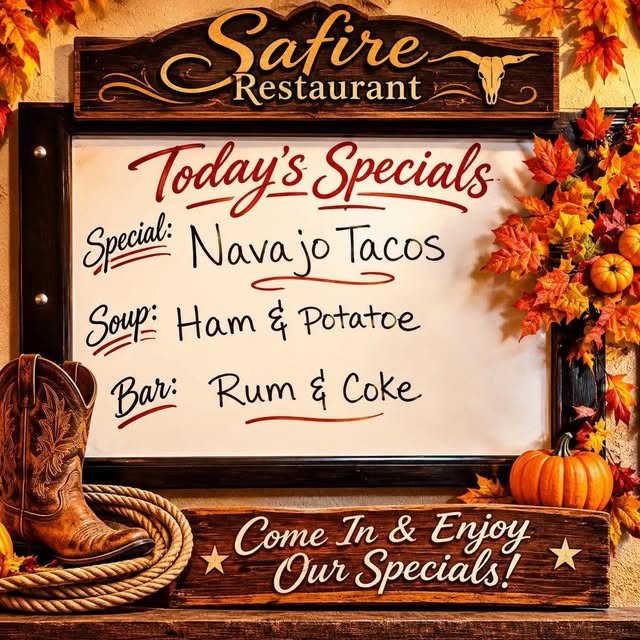 Safire
Restaurant
Today's Specials
Special: Navajo Tacos
Soup: Ham & Potatoe
Bar: Rum & Coke
Come In & Enjoy
Our Specials!